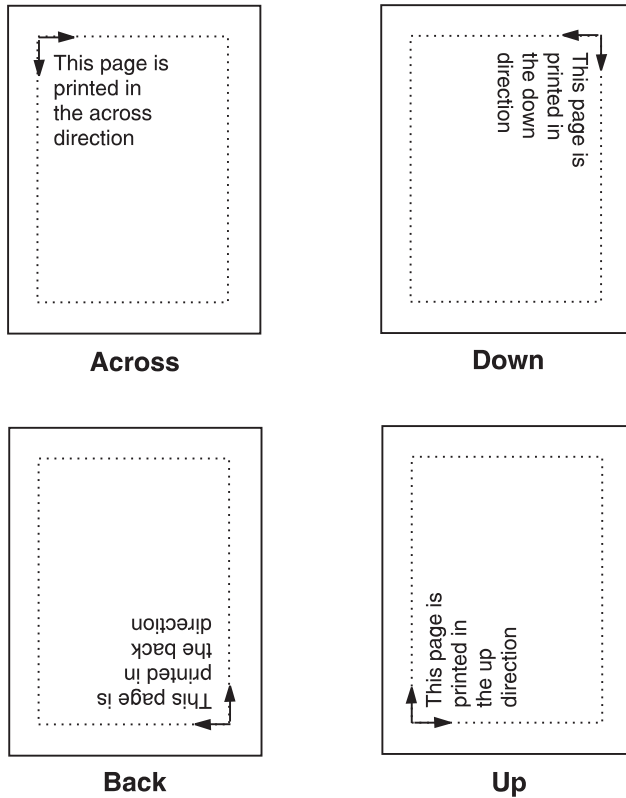 This page is
printed in
the across
direction
Across
This page is
printed in
the down
direction
Down
This page is
printed in
the back
direction
Back
This page is
printed in
the up
direction
Up